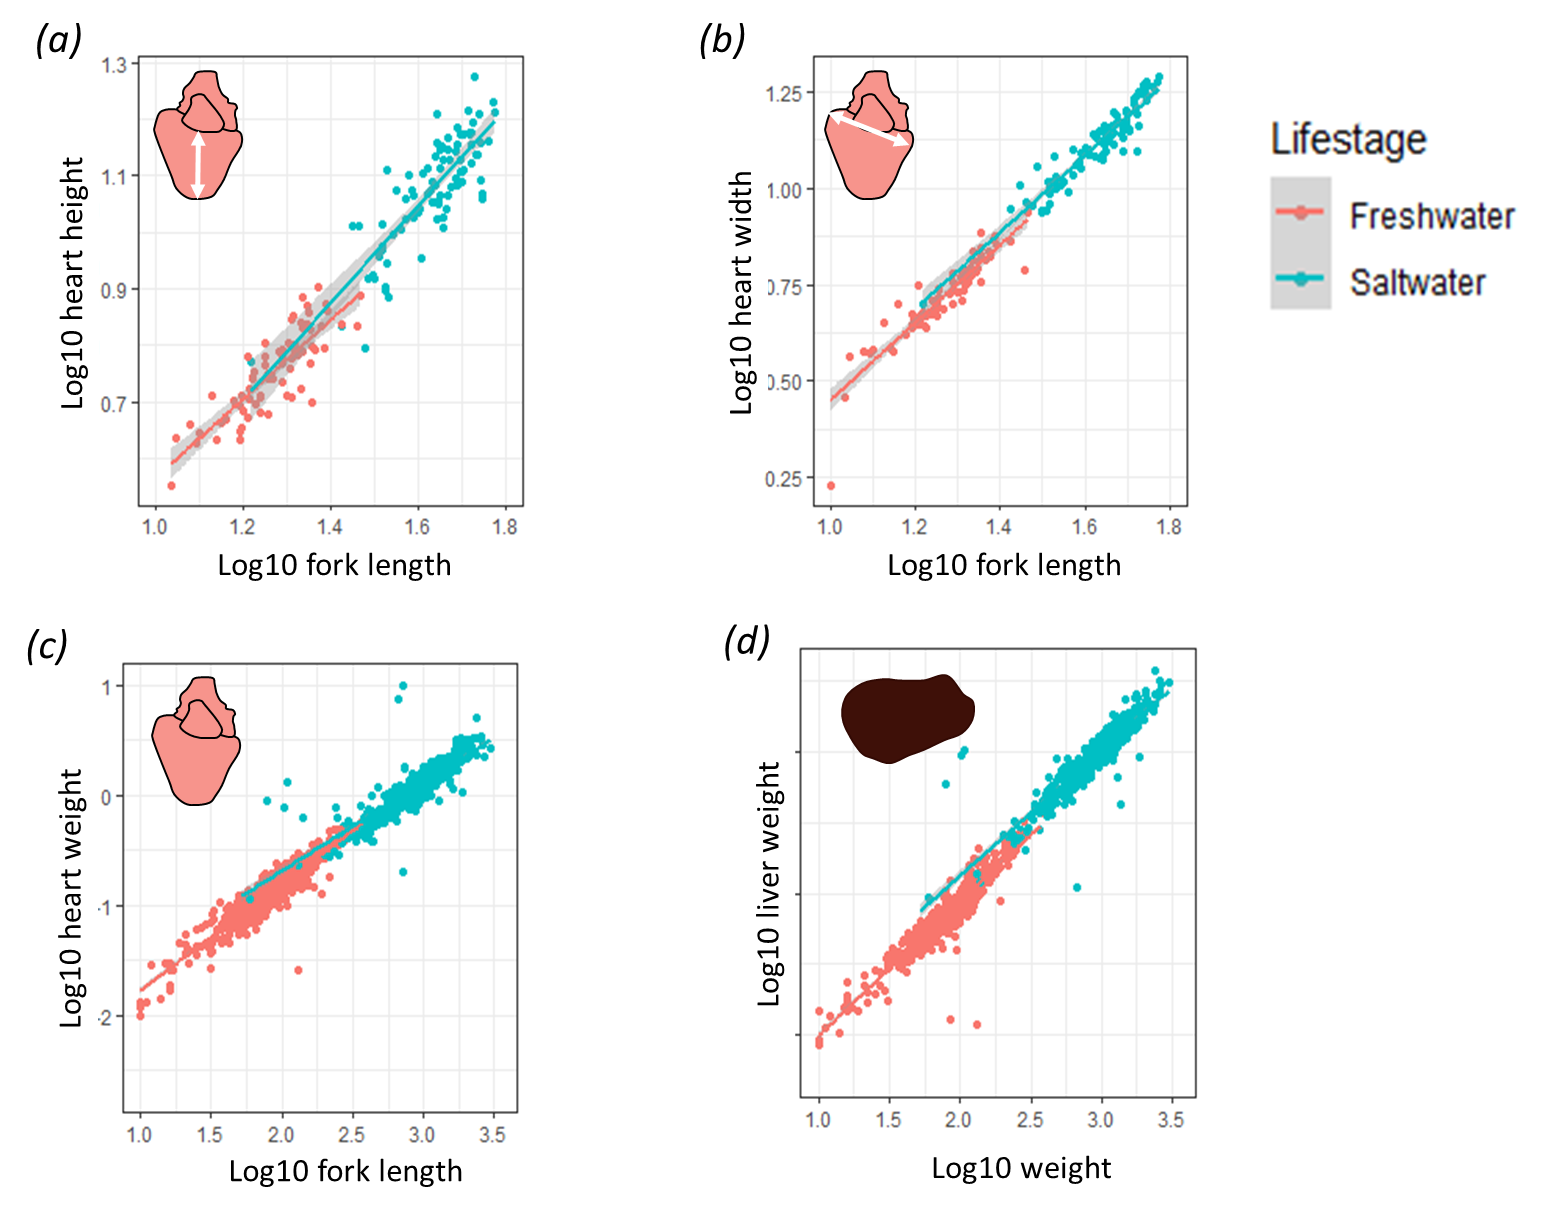 (a)
1.3
1.1
0.9
0.7
Log10 heart height
1.0 1.2 1.4 1.6 1.8
Log10 fork length
(b)
1.25
1.00
0.75
0.50
0.25
Log10 heart width
1.0 1.2 1.4 1.6 1.8
Log10 fork length
Lifestage
Freshwater
Saltwater
(c)
1
0
-1
-2
Log10 heart weight
1.0 1.5 2.0 2.5 3.0 3.5
Log10 fork length
(d)
Log10 liver weight
1.0 1.5 2.0 2.5 3.0 3.5
Log10 weight